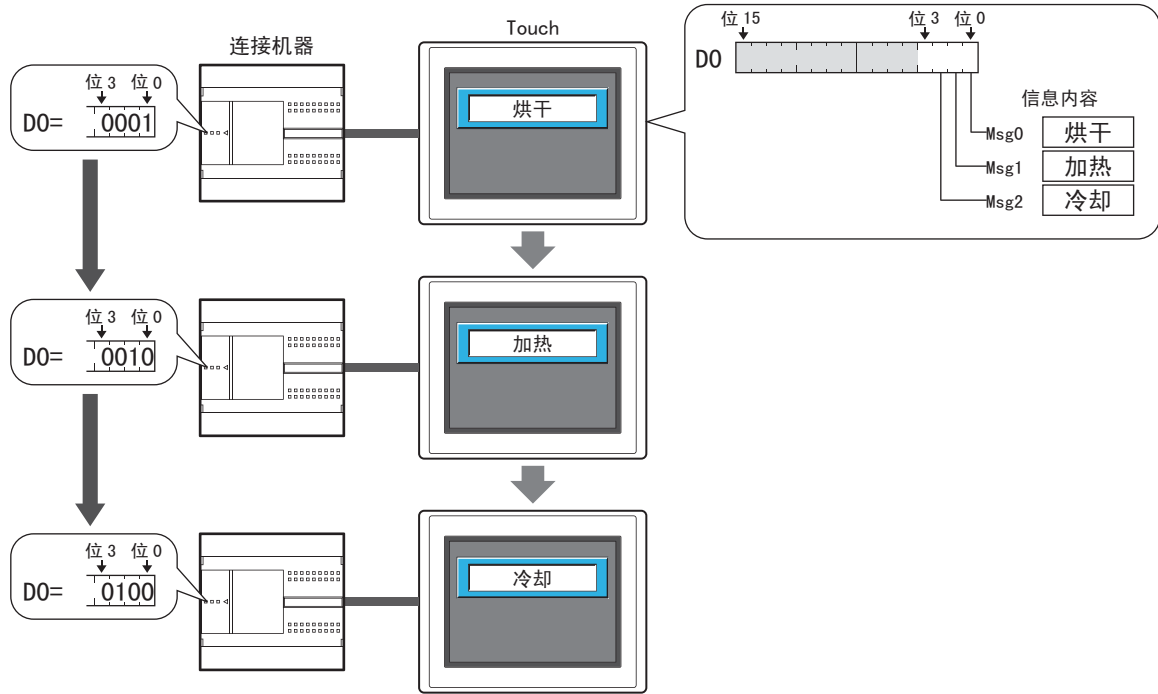 连接机器
Touch
位 3 位 0
D0= 0001
烘干
位 15 位 3 位 0
D0
信息内容
Msg0 烘干
Msg1 加热
Msg2 冷却
位 3 位 0
D0= 0010
加热
位 3 位 0
D0= 0100
冷却